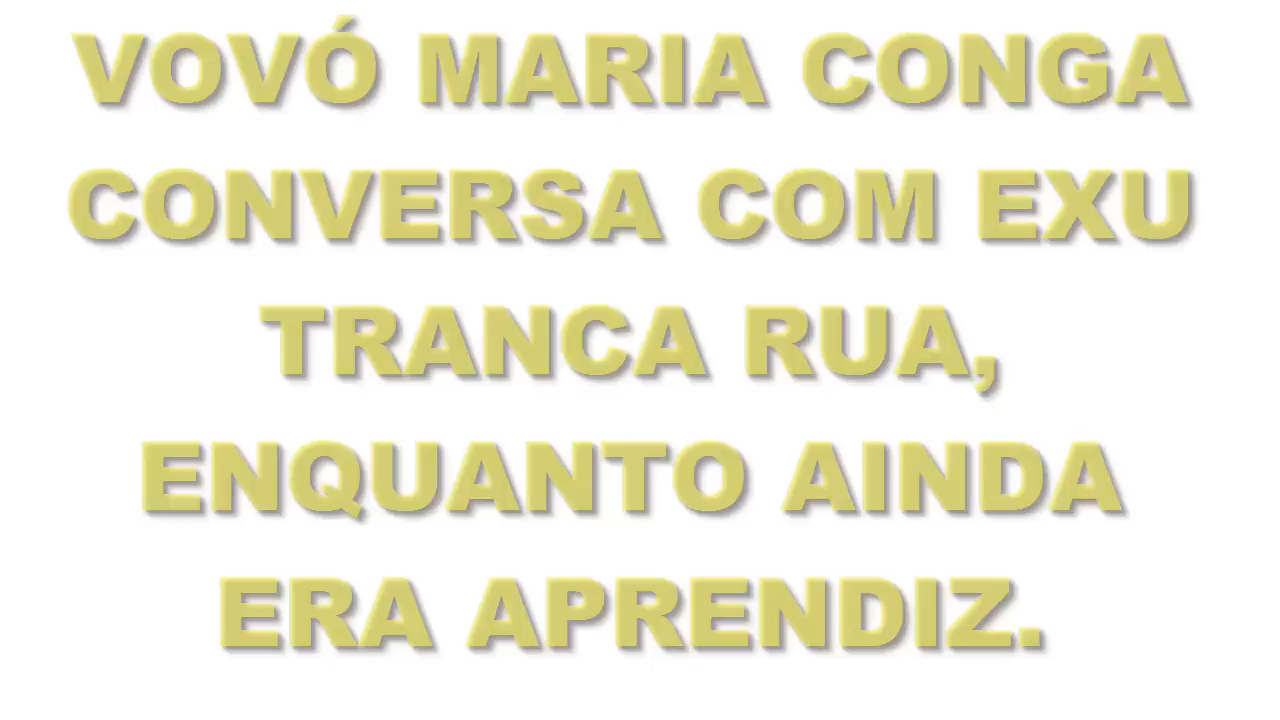 VOVÓ MARIA CONGA
CONVERSA COM EXU
TRANCA RUA,
ENQUANTO AINDA
ERA APRENDIZ.